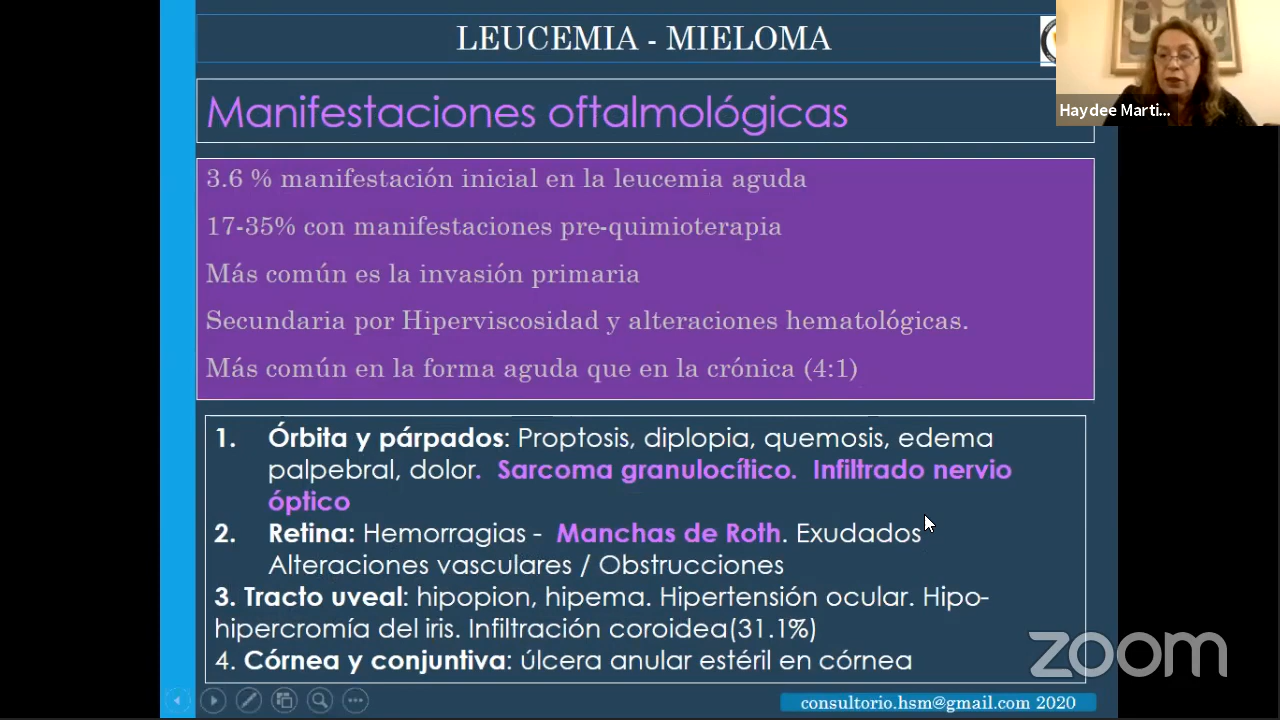 LEUCEMIA - MIELOMA
Haydee Marti...
Manifestaciones oftalmológicas
3.6 % manifestación inicial en la leucemia aguda
17-35% con manifestaciones pre-quimioterapia
Más común es la invasión primaria
Secundaria por Hiperviscosidad y alteraciones hematológicas.
Más común en la forma aguda que en la crónica (4:1)
1. Órbita y párpados: Proptosis, diplopia, quemosis, edema
palpebral, dolor. Sarcoma granulocítico. Infiltrado nervio
óptico
2. Retina: Hemorragias - Manchas de Roth. Exudados
Alteraciones vasculares / Obstrucciones
3. Tracto uveal: hipopion, hipema. Hipertensión ocular. Hipo-
hipercromía del iris. Infiltración coroidea(31.1%)
4. Córnea y conjuntiva: úlcera anular estéril en córnea
zoom
consultorio.hsm@gmail.com 2020